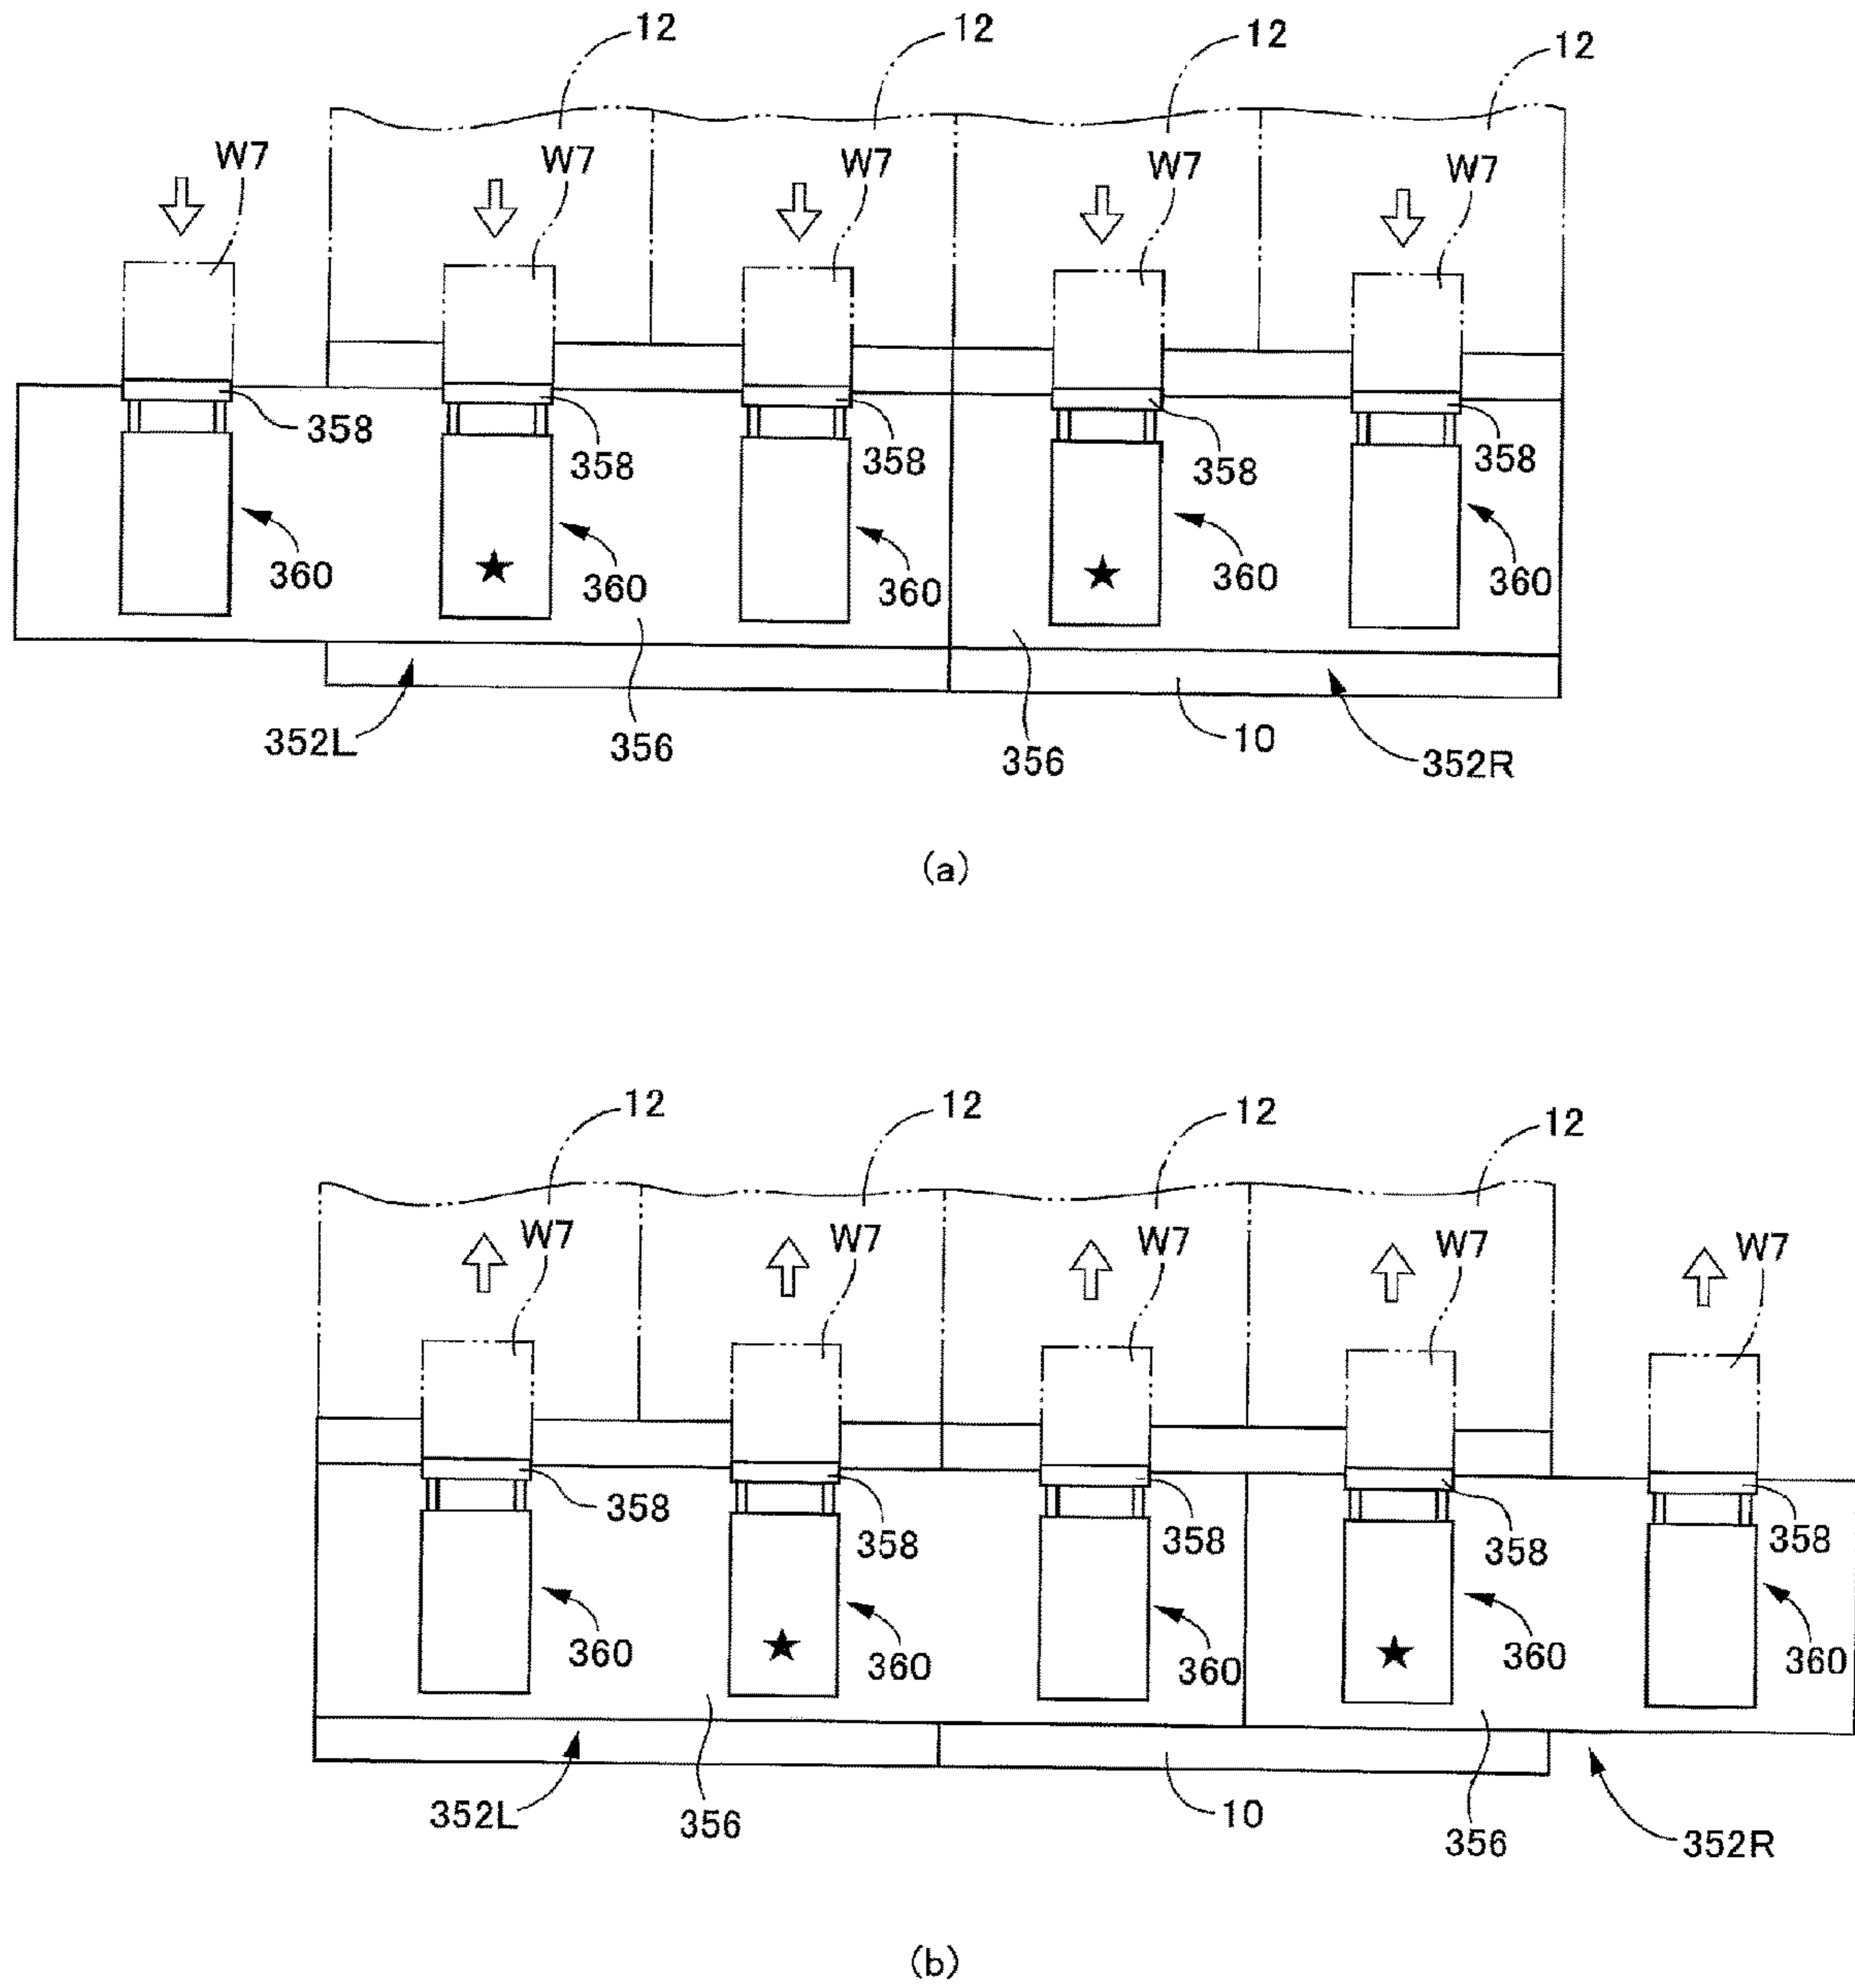 12 12 12 12
W7 W7 W7 W7 W7
358 358 358 358 358
360 360 360 360 360
352L 356 356 10 352R
(a)
12 12 12 12
W7 W7 W7 W7 W7
358 358 358 358 358
360 360 360 360 360
352L 356 10 356 352R
(b)